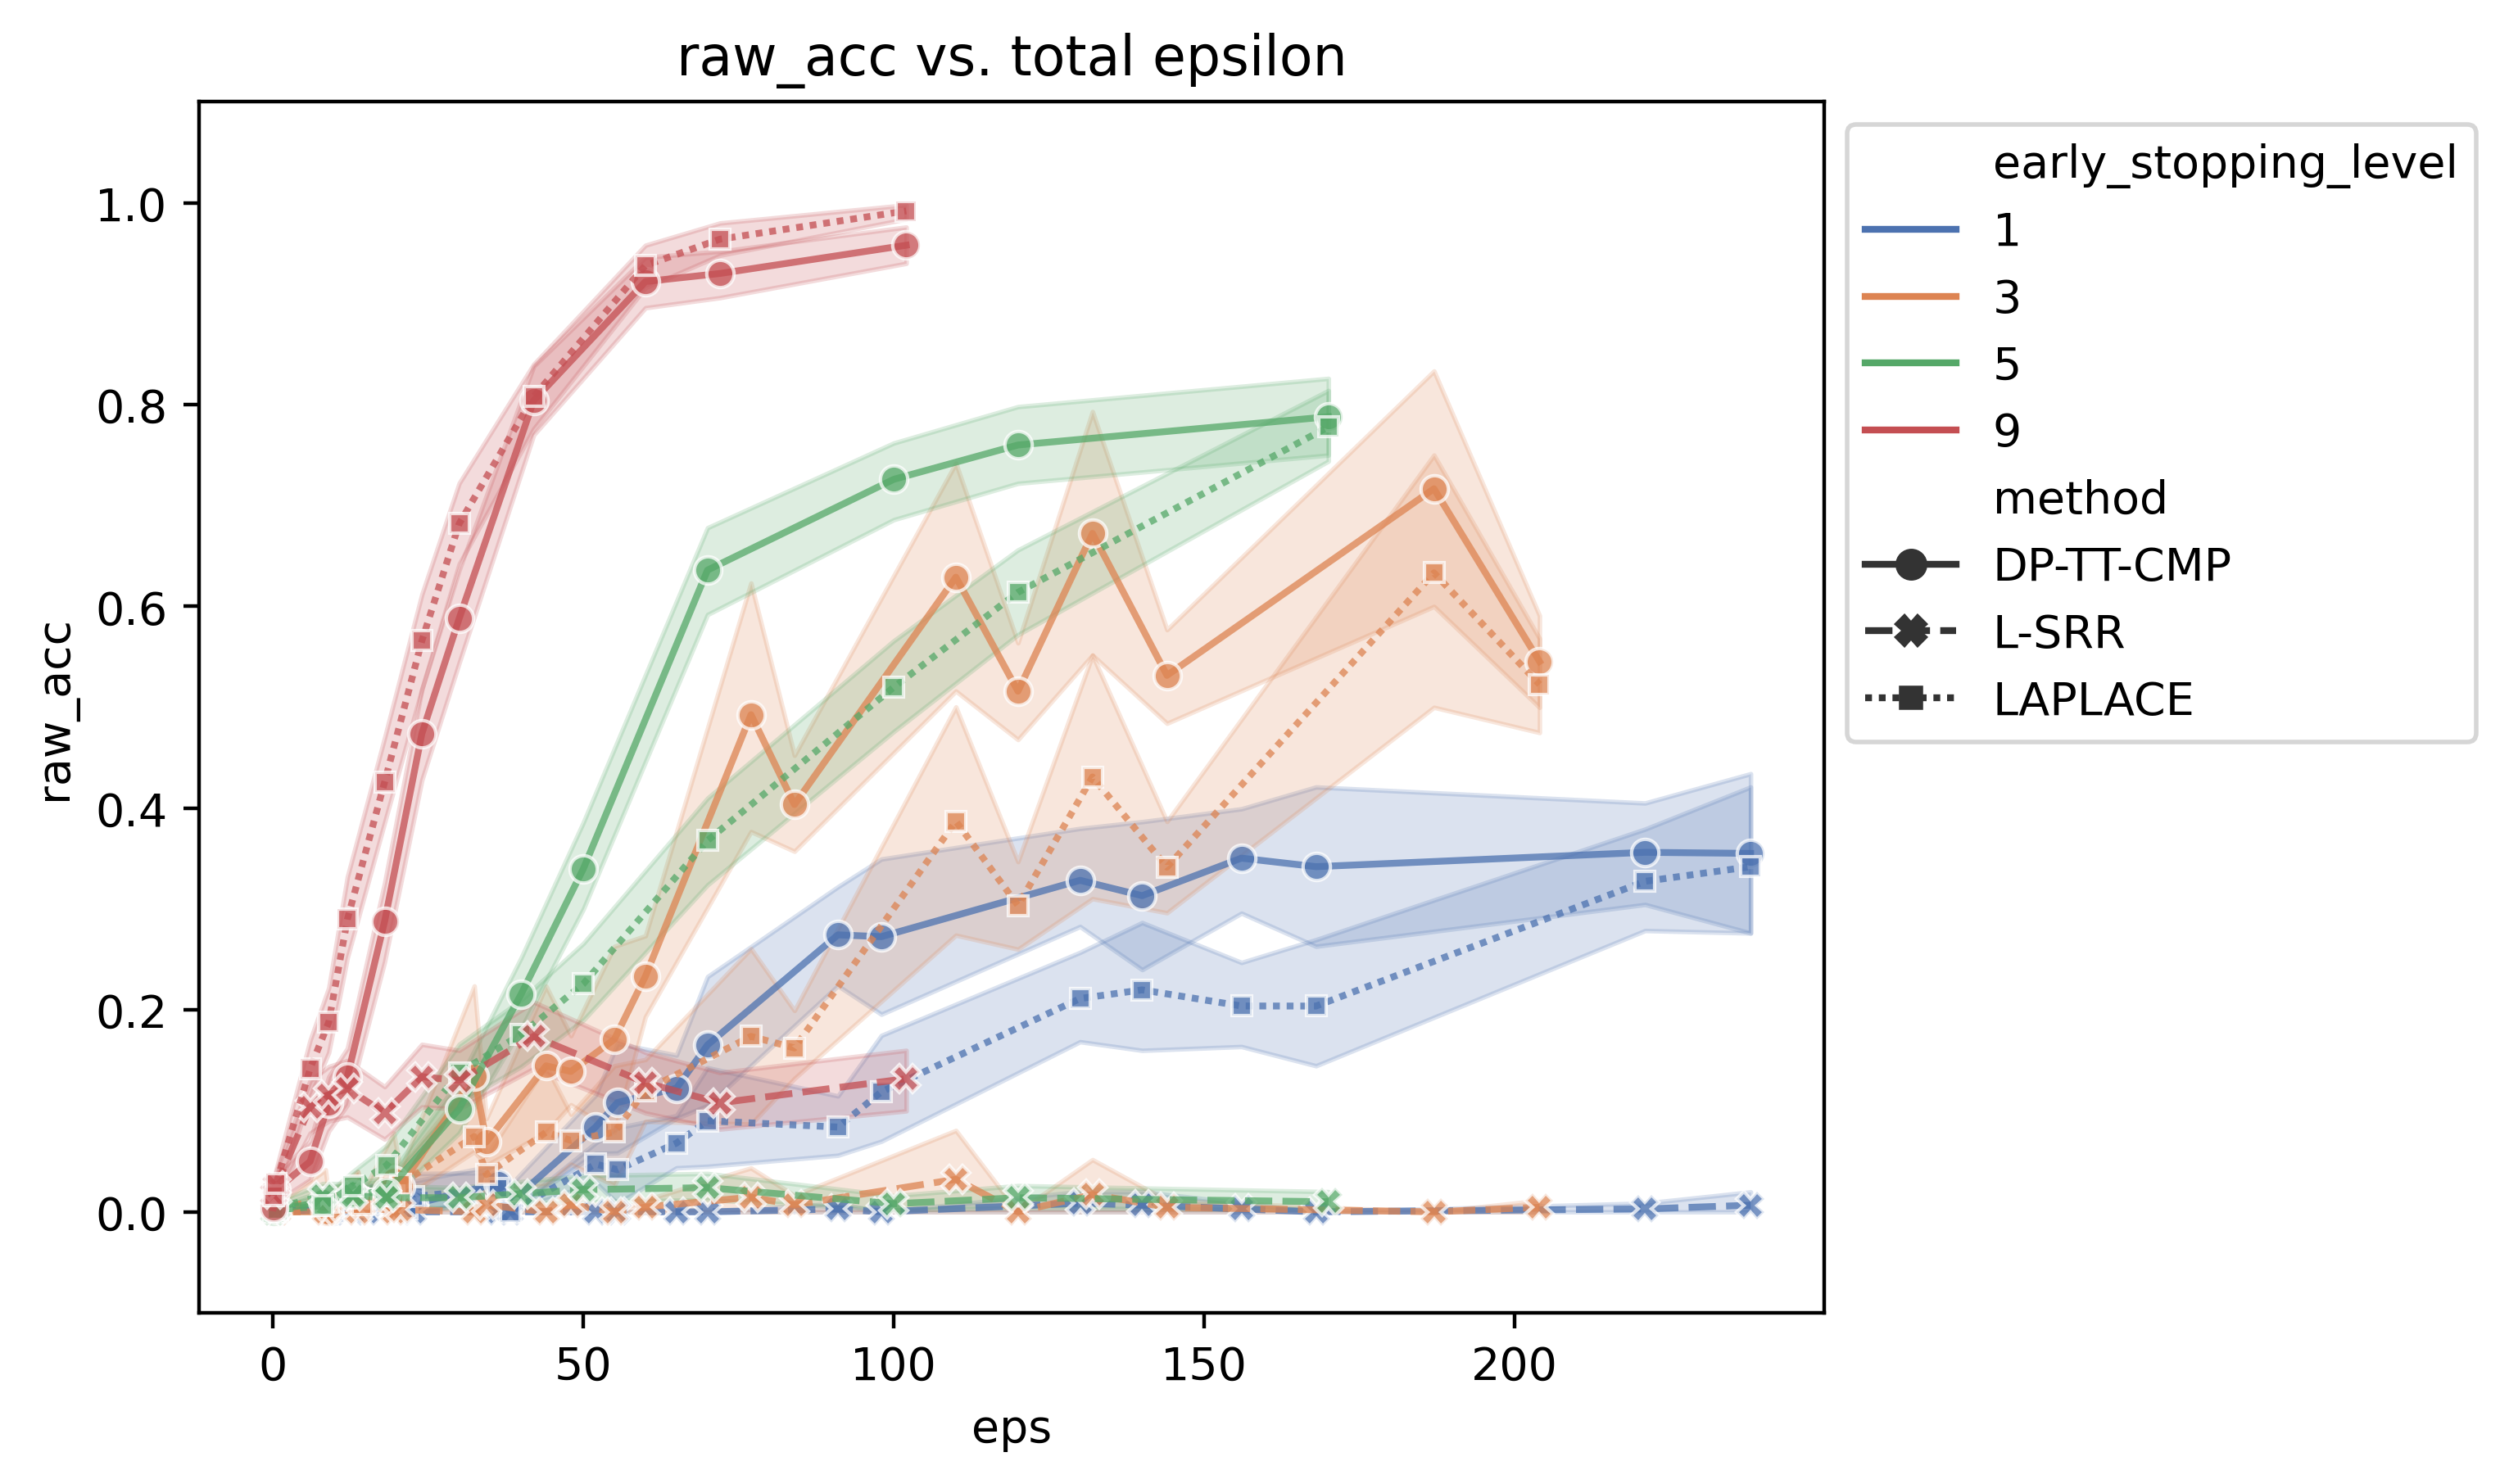 raw_acc vs. total epsilon
raw_acc
1.0
0.8
0.6
0.4
0.2
0.0
0
50
100
150
200
eps
early_stopping_level
1
3
5
9
method
DP-TT-CMP
L-SRR
LAPLACE